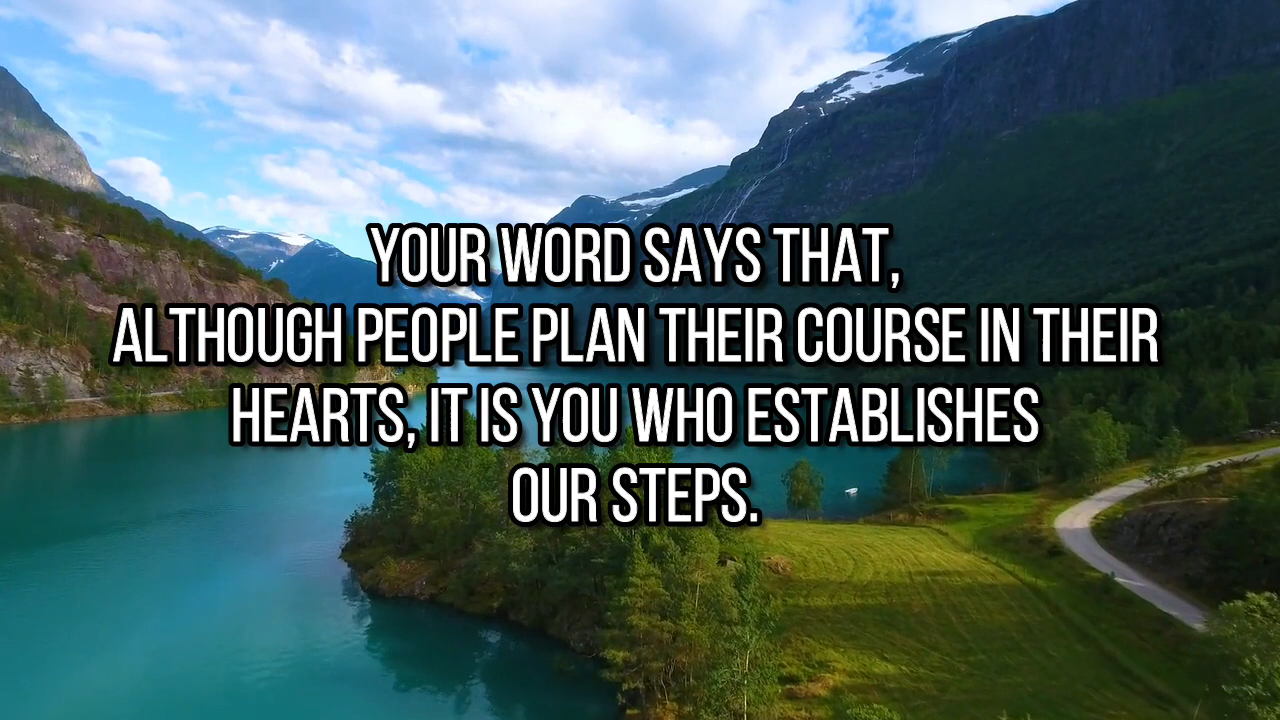 YOUR WORD SAYS THAT,
ALTHOUGH PEOPLE PLAN THEIR COURSE IN THEIR
HEARTS, IT IS YOU WHO ESTABLISHES
OUR STEPS.